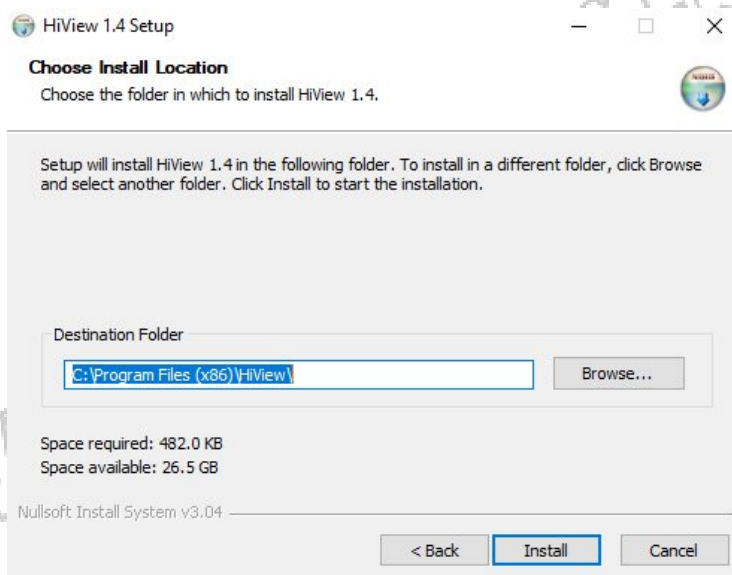 HiView 1.4 Setup
Choose Install Location
Choose the folder in which to install HiView 1.4.
Setup will install HiView 1.4 in the following folder. To install in a different folder, click Browse
and select another folder. Click Install to start the installation.
Destination Folder
C:\Program Files (x86)\HiView\
Browse...
Space required: 482.0 KB
Space available: 26.5 GB
Nullsoft Install System v3.04
< Back
Install
Cancel